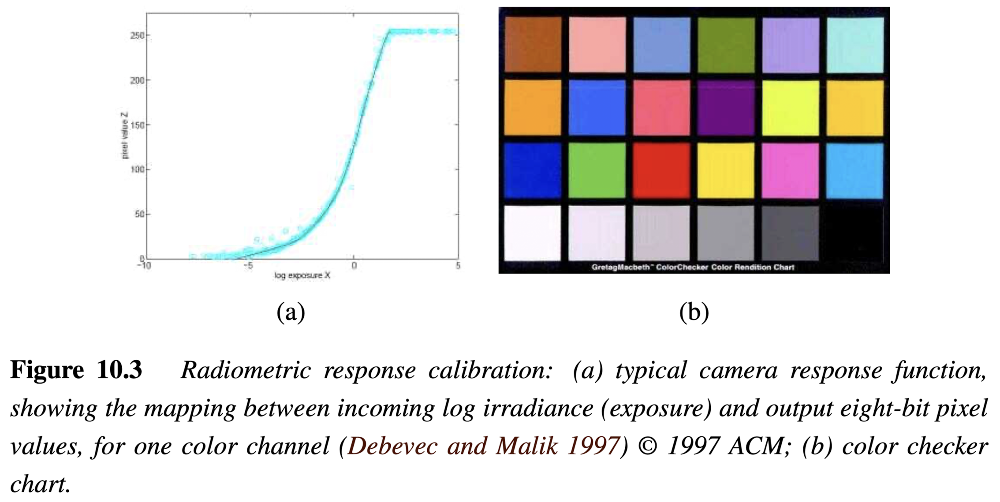 250
200
150
100
50
0
-10
-5
0
5
pixel value Z
log exposure X
GretagMacbeth™ ColorChecker Color Rendition Chart
(a)
(b)
Figure 10.3 Radiometric response calibration: (a) typical camera response function,
showing the mapping between incoming log irradiance (exposure) and output eight-bit pixel
values, for one color channel (Debevec and Malik 1997) © 1997 ACM; (b) color checker
chart.